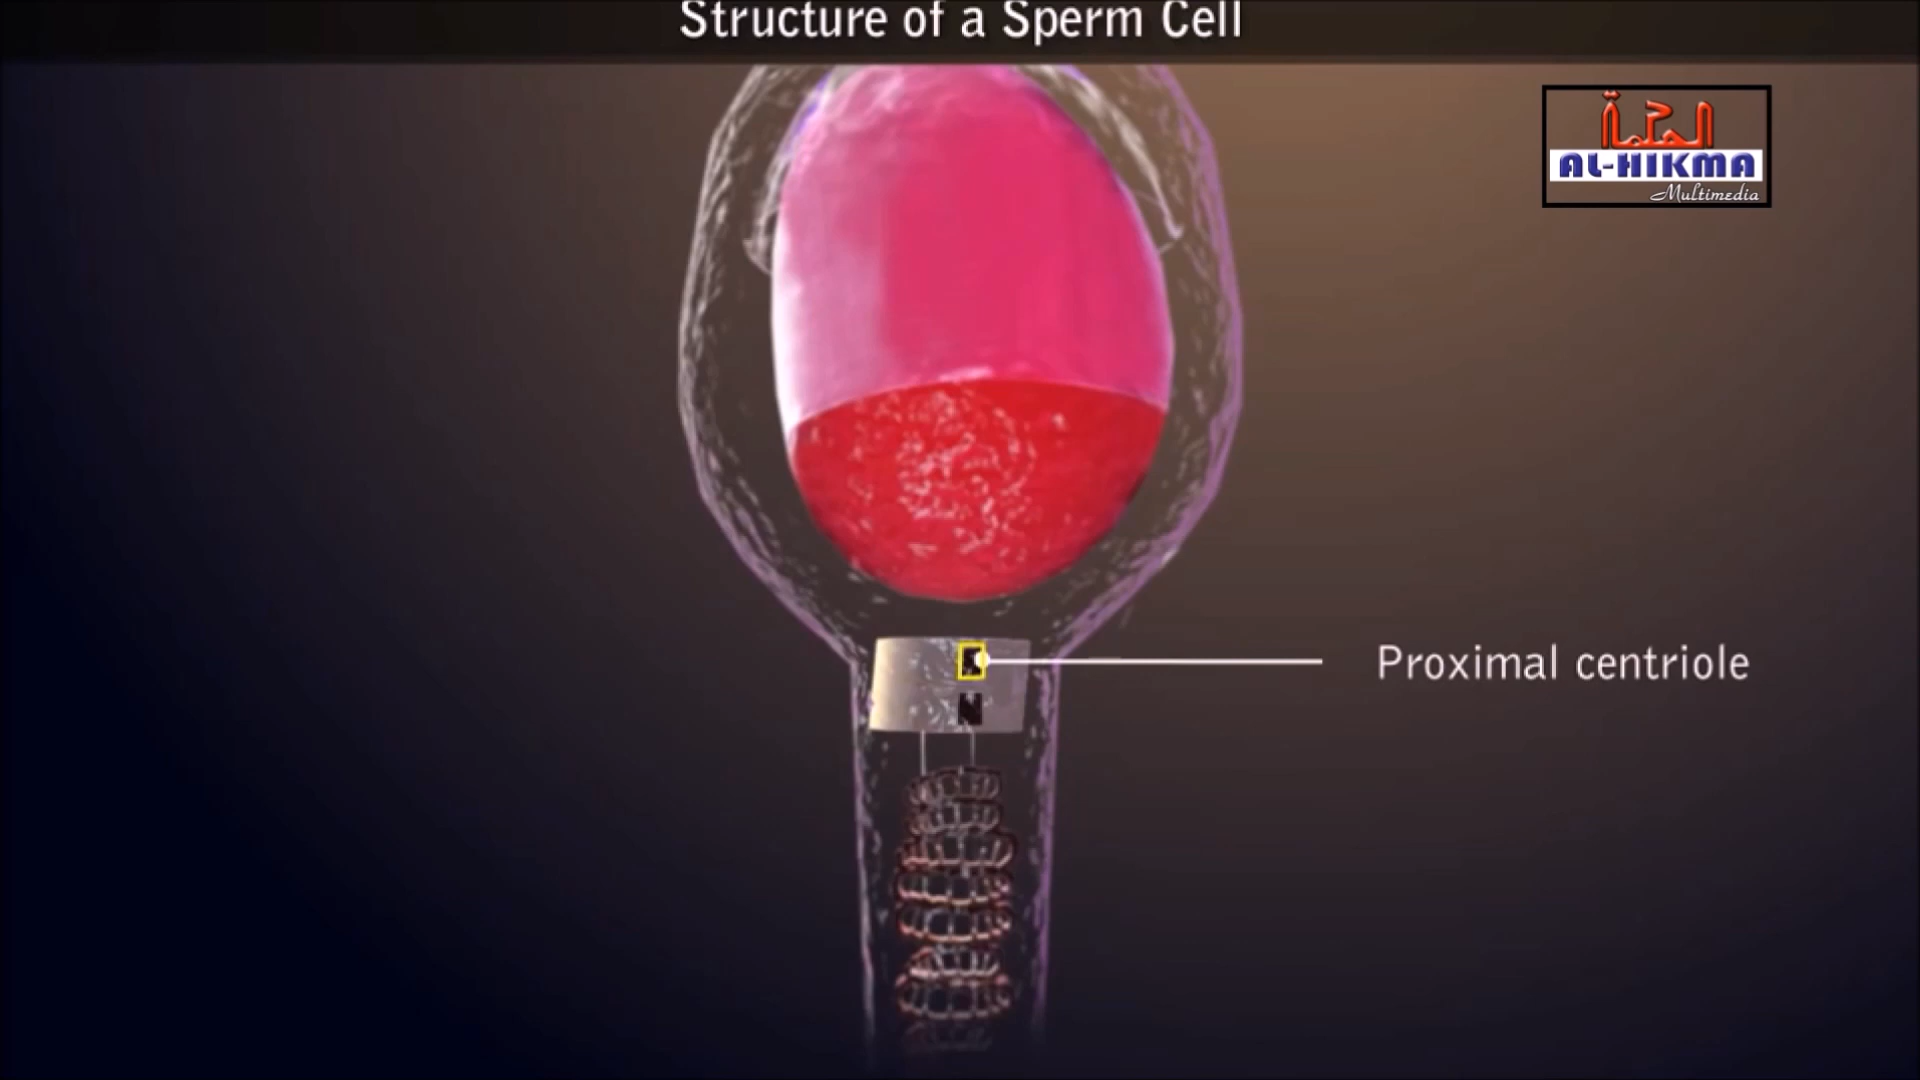 Structure of a Sperm Cell
الحكمة
AL-HIKMA
Multimedia
Proximal centriole
N